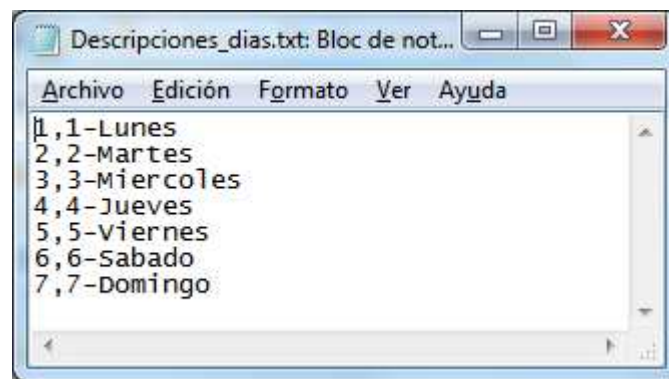 Descripciones_dias.txt: Bloc de not...
Archivo Edición Formato Ver Ayuda
1,1-Lunes
2,2-Martes
3,3-Miercoles
4,4-Jueves
5,5-Viernes
6,6-Sabado
7,7-Domingo